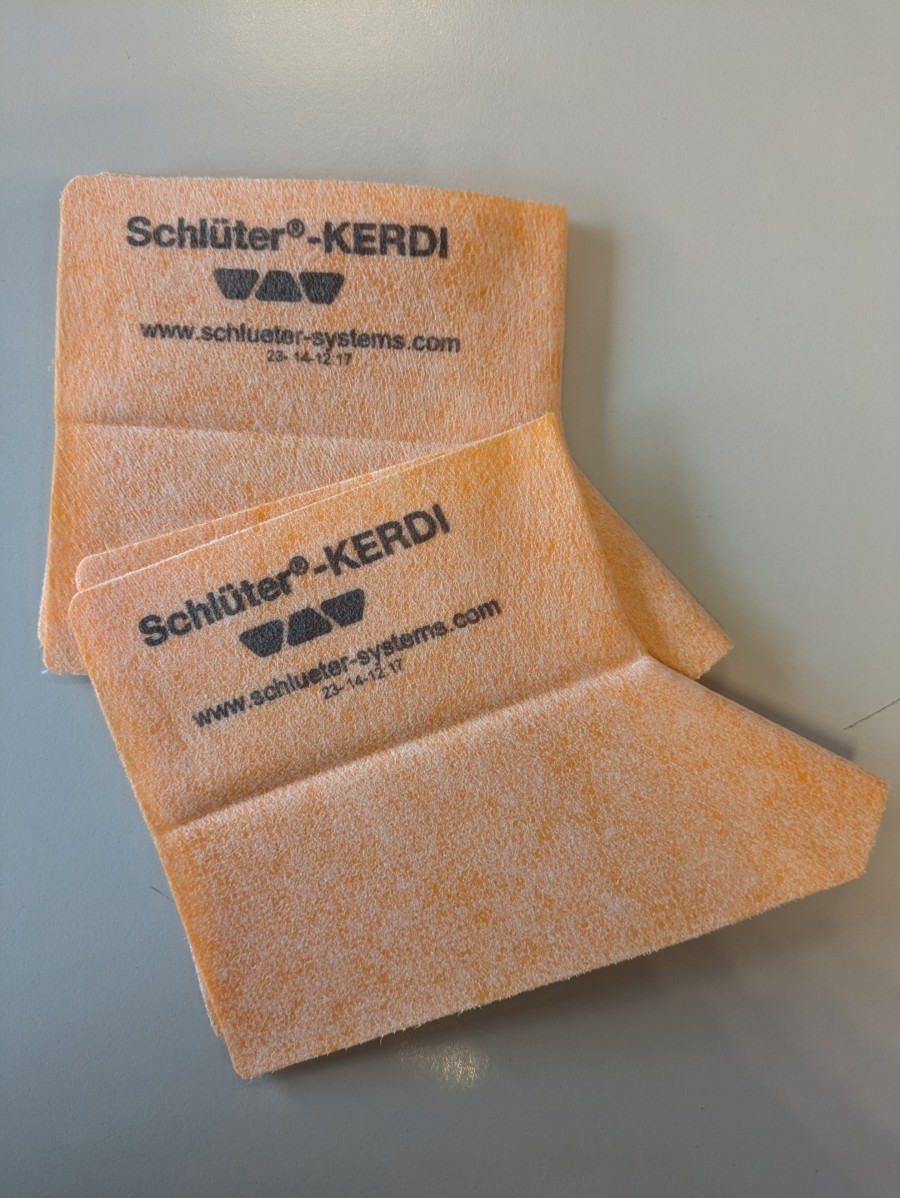 Schlüter®-KERDI
www.schlueter-systems.com
23- 14-12 17
Schlüter®-KERDI
www.schlueter-systems.com
23-14-12 17